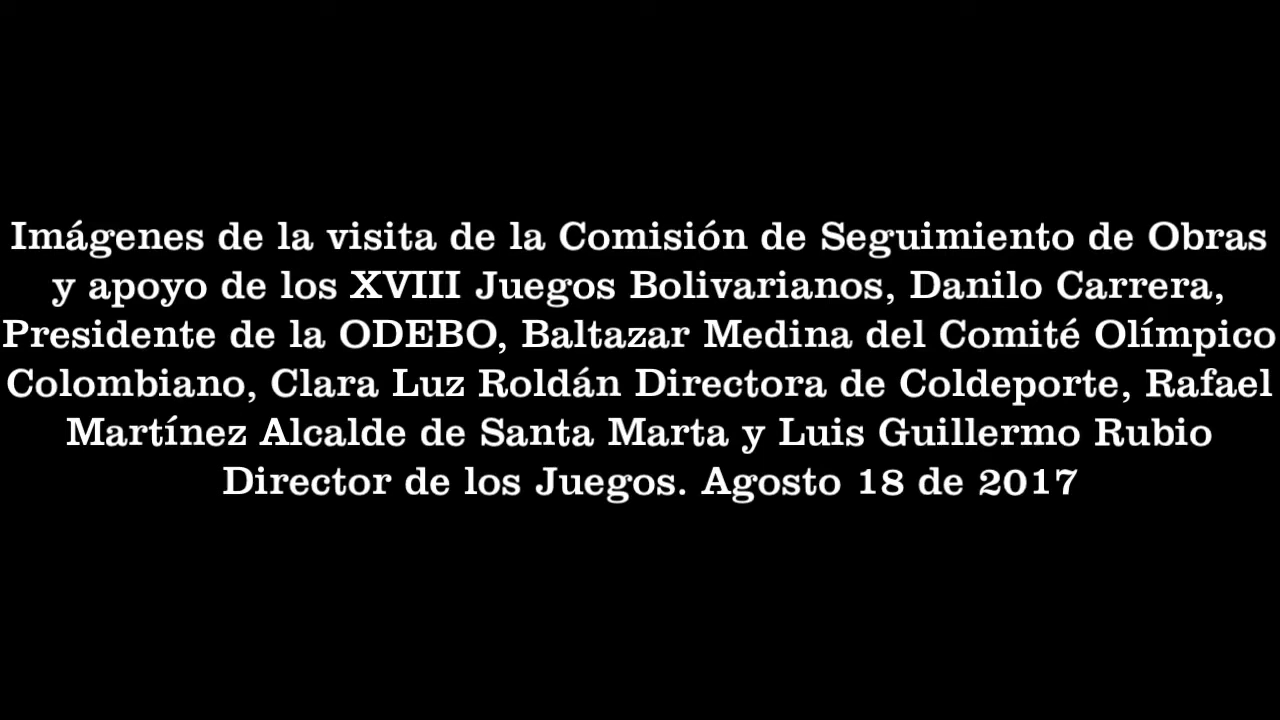 Imágenes de la visita de la Comisión de Seguimiento de Obras
y apoyo de los XVIII Juegos Bolivarianos, Danilo Carrera,
Presidente de la ODEBO, Baltazar Medina del Comité Olímpico
Colombiano, Clara Luz Roldán Directora de Coldeporte, Rafael
Martínez Alcalde de Santa Marta y Luis Guillermo Rubio
Director de los Juegos. Agosto 18 de 2017